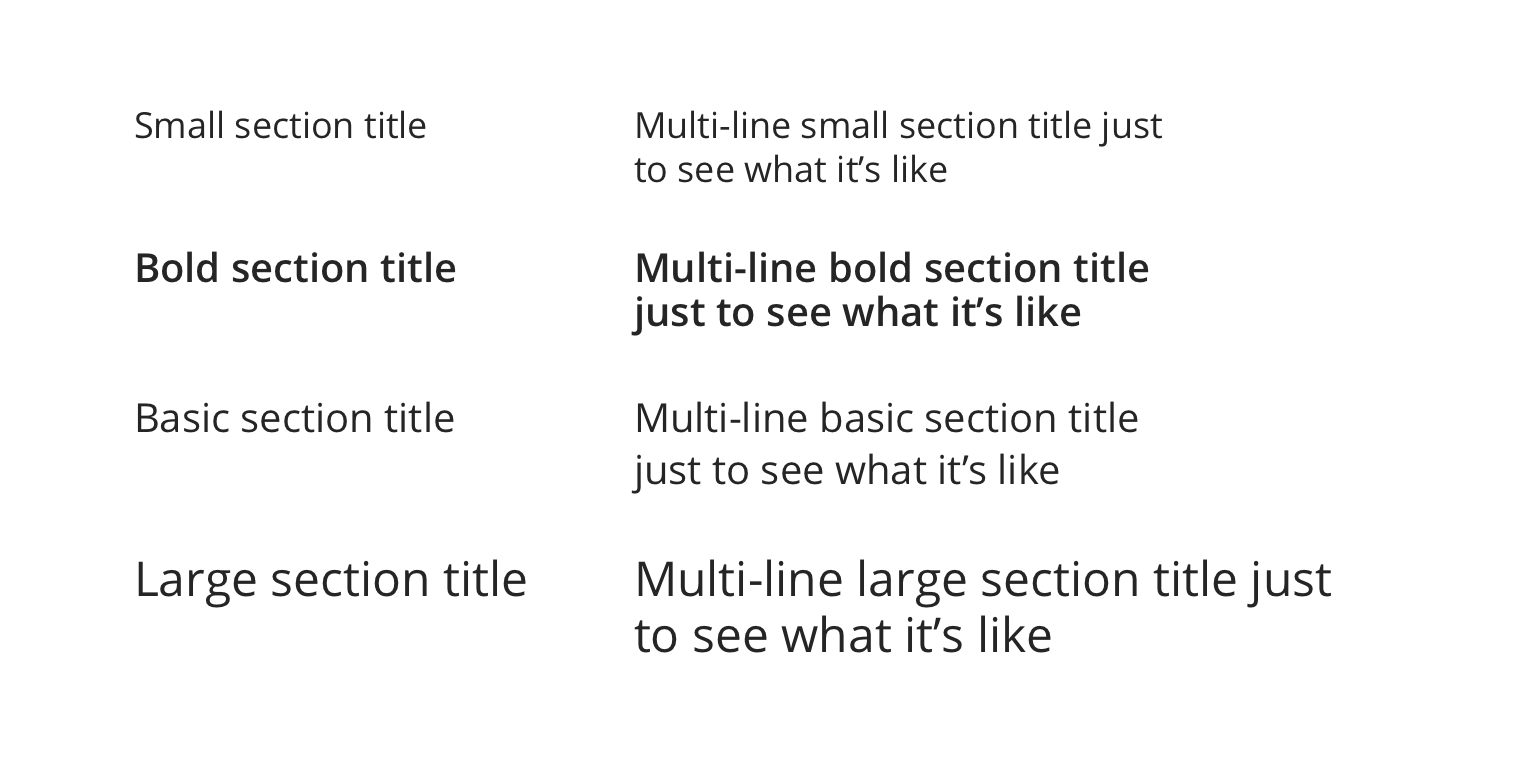 Small section title
Multi-line small section title just
to see what it’s like
Bold section title
Multi-line bold section title
just to see what it’s like
Basic section title
Multi-line basic section title
just to see what it’s like
Large section title
Multi-line large section title just
to see what it’s like